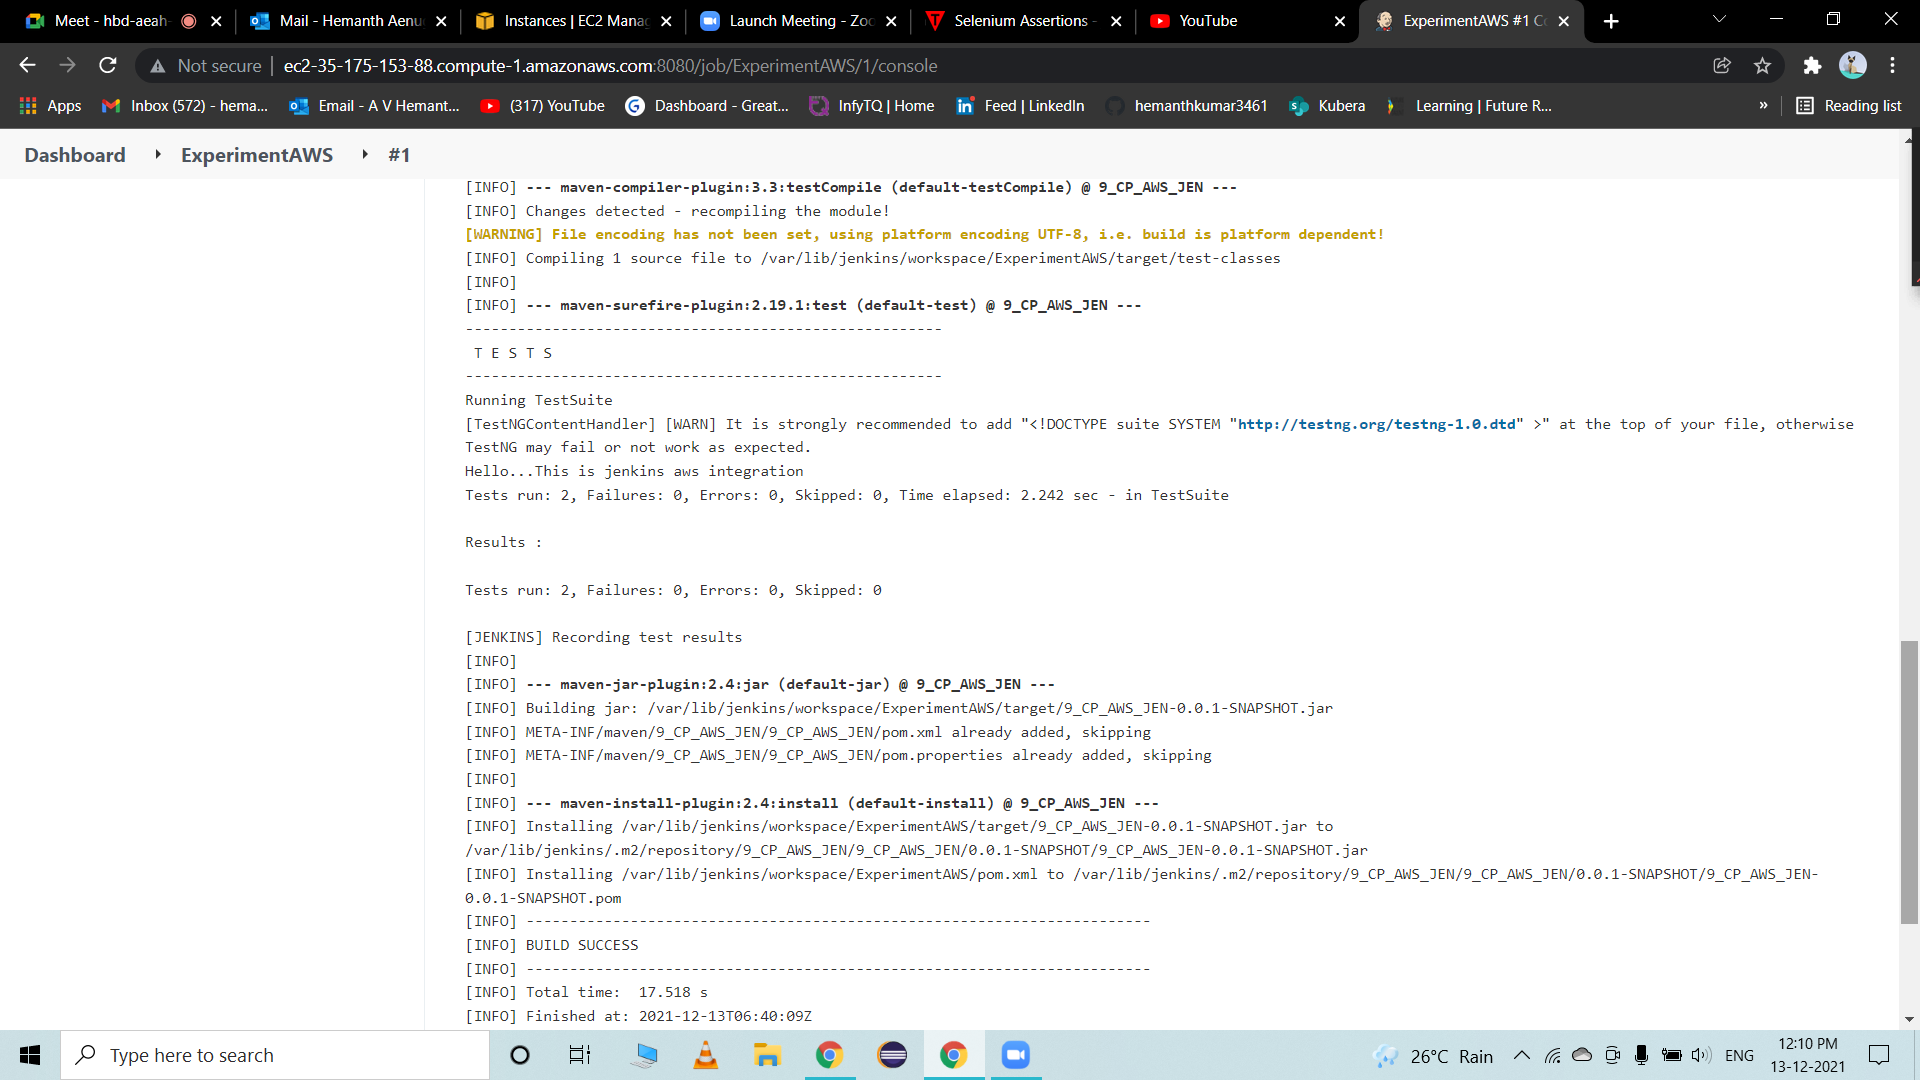 Meet - hbd-aeah-
Mail - Hemanth Aenu
Instances | EC2 Manag
Launch Meeting - Zoo
Selenium Assertions -
YouTube
ExperimentAWS #1 Co
Not secure | ec2-35-175-153-88.compute-1.amazonaws.com:8080/job/ExperimentAWS/1/console
Apps
Inbox (572) - hema...
Email - A V Hemant...
(317) YouTube
Dashboard - Great...
InfyTQ | Home
Feed | LinkedIn
hemanthkumar3461
Kubera
Learning | Future R...
»
Reading list
Dashboard ExperimentAWS #1
[INFO] --- maven-compiler-plugin:3.3:testCompile (default-testCompile) @ 9_CP_AWS_JEN ---
[INFO] Changes detected - recompiling the module!
[WARNING] File encoding has not been set, using platform encoding UTF-8, i.e. build is platform dependent!
[INFO] Compiling 1 source file to /var/lib/jenkins/workspace/ExperimentAWS/target/test-classes
[INFO]
[INFO] --- maven-surefire-plugin:2.19.1:test (default-test) @ 9_CP_AWS_JEN ---
-------------------------------------------------------
T E S T S
-------------------------------------------------------
Running TestSuite
[TestNGContentHandler] [WARN] It is strongly recommended to add "<!DOCTYPE suite SYSTEM "http://testng.org/testng-1.0.dtd" >" at the top of your file, otherwise
TestNG may fail or not work as expected.
Hello...This is jenkins aws integration
Tests run: 2, Failures: 0, Errors: 0, Skipped: 0, Time elapsed: 2.242 sec - in TestSuite
Results :
Tests run: 2, Failures: 0, Errors: 0, Skipped: 0
[JENKINS] Recording test results
[INFO]
[INFO] --- maven-jar-plugin:2.4:jar (default-jar) @ 9_CP_AWS_JEN ---
[INFO] Building jar: /var/lib/jenkins/workspace/ExperimentAWS/target/9_CP_AWS_JEN-0.0.1-SNAPSHOT.jar
[INFO] META-INF/maven/9_CP_AWS_JEN/9_CP_AWS_JEN/pom.xml already added, skipping
[INFO] META-INF/maven/9_CP_AWS_JEN/9_CP_AWS_JEN/pom.properties already added, skipping
[INFO]
[INFO] --- maven-install-plugin:2.4:install (default-install) @ 9_CP_AWS_JEN ---
[INFO] Installing /var/lib/jenkins/workspace/ExperimentAWS/target/9_CP_AWS_JEN-0.0.1-SNAPSHOT.jar to
/var/lib/jenkins/.m2/repository/9_CP_AWS_JEN/9_CP_AWS_JEN/0.0.1-SNAPSHOT/9_CP_AWS_JEN-0.0.1-SNAPSHOT.jar
[INFO] Installing /var/lib/jenkins/workspace/ExperimentAWS/pom.xml to /var/lib/jenkins/.m2/repository/9_CP_AWS_JEN/9_CP_AWS_JEN/0.0.1-SNAPSHOT/9_CP_AWS_JEN-
0.0.1-SNAPSHOT.pom
[INFO] ------------------------------------------------------------------------
[INFO] BUILD SUCCESS
[INFO] ------------------------------------------------------------------------
[INFO] Total time:  17.518 s
[INFO] Finished at: 2021-12-13T06:40:09Z
Type here to search
26°C Rain
ENG
12:10 PM
13-12-2021